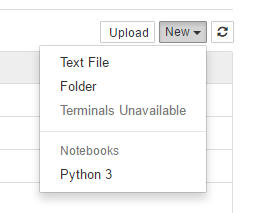 Upload New
Text File
Folder
Terminals Unavailable
Notebooks
Python 3